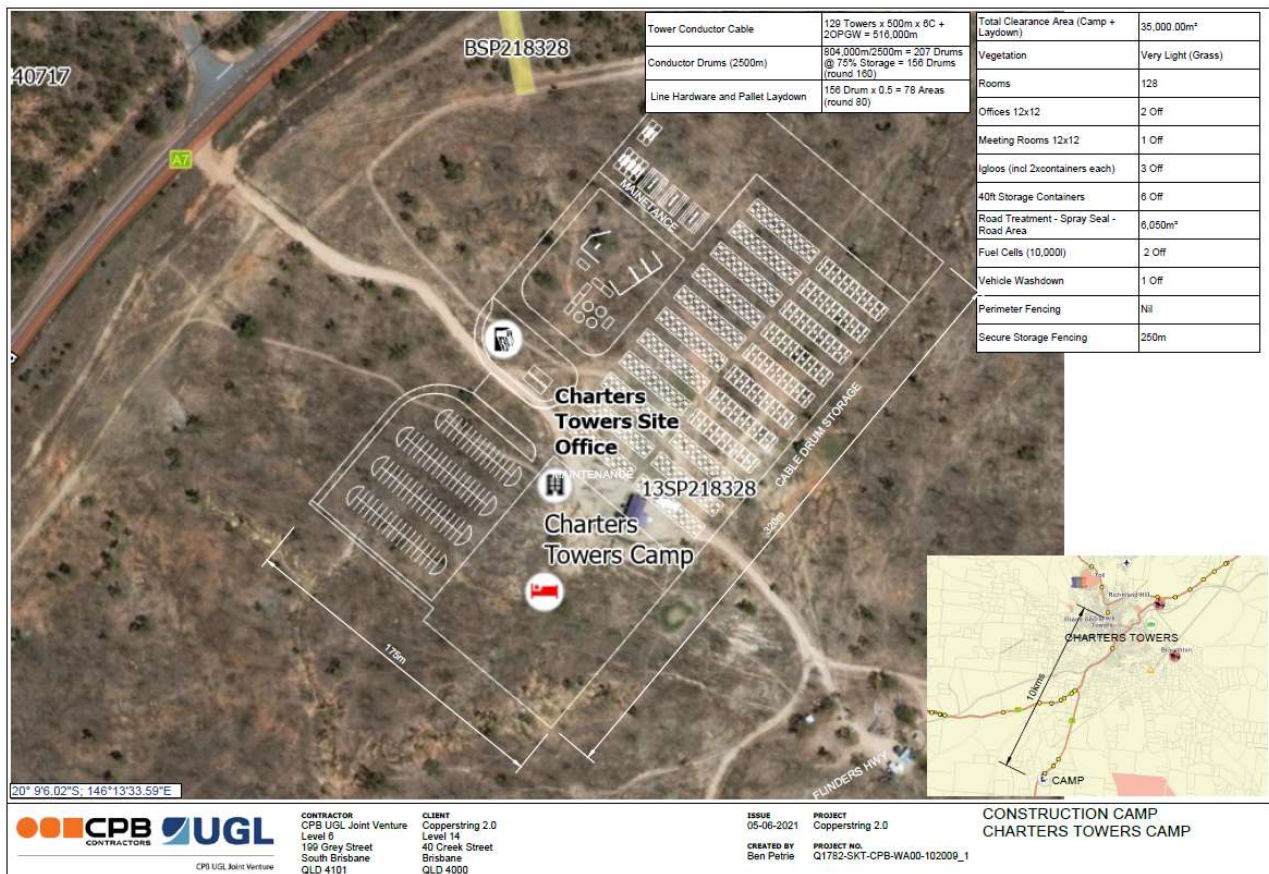 BSP218328
40717
A7
Tower Conductor Cable
129 Towers x 500m x 6C +
2OPGW = 516,000m
Conductor Drums (2500m)
804,000m/2500m = 207 Drums
@ 75% Storage = 156 Drums
(round 160)
Line Hardware and Pallet Laydown
156 Drum x 0.5 = 78 Areas
(round 80)
Total Clearance Area (Camp +
Laydown)
35,000.00m²
Vegetation
Very Light (Grass)
Rooms
128
Offices 12x12
2 Off
Meeting Rooms 12x12
1 Off
Igloos (incl 2xcontainers each)
3 Off
40ft Storage Containers
6 Off
Road Treatment - Spray Seal -
Road Area
6,050m²
Fuel Cells (10,000l)
2 Off
Vehicle Washdown
1 Off
Perimeter Fencing
Nil
Secure Storage Fencing
250m
MAINETANCE
Charters
Towers Site
Office
MAINTENANCE
13SP218328
Charters
Towers Camp
CABLE DRUM STORAGE
320m
175m
FLINDERS HWY
20° 9'6.02"S; 146°13'33.59"E
Toll
Richmond Hill
CHARTERS TOWERS
Broughton
10kms
CAMP
CPB
CONTRACTORS
UGL
CPB UGL Joint Venture
CONTRACTOR
CPB UGL Joint Venture
Level 6
199 Grey Street
South Brisbane
QLD 4101
CLIENT
Copperstring 2.0
Level 14
40 Creek Street
Brisbane
QLD 4000
ISSUE
05-06-2021
CREATED BY
Ben Petrie
PROJECT
Copperstring 2.0
PROJECT NO.
Q1782-SKT-CPB-WA00-102009_1
CONSTRUCTION CAMP
CHARTERS TOWERS CAMP